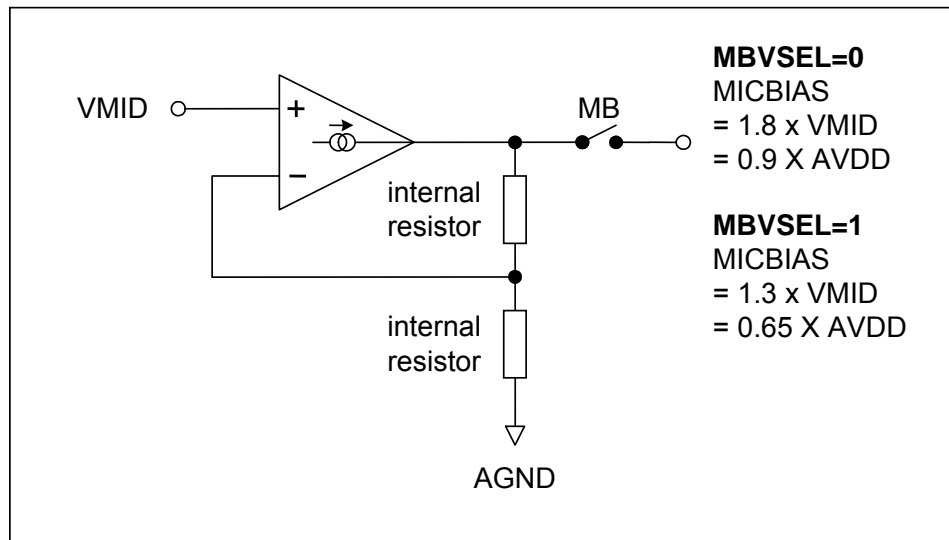 VMID
+
−
MB
internal
resistor
internal
resistor
AGND
MBVSEL=0
MICBIAS
= 1.8 x VMID
= 0.9 X AVDD
MBVSEL=1
MICBIAS
= 1.3 x VMID
= 0.65 X AVDD